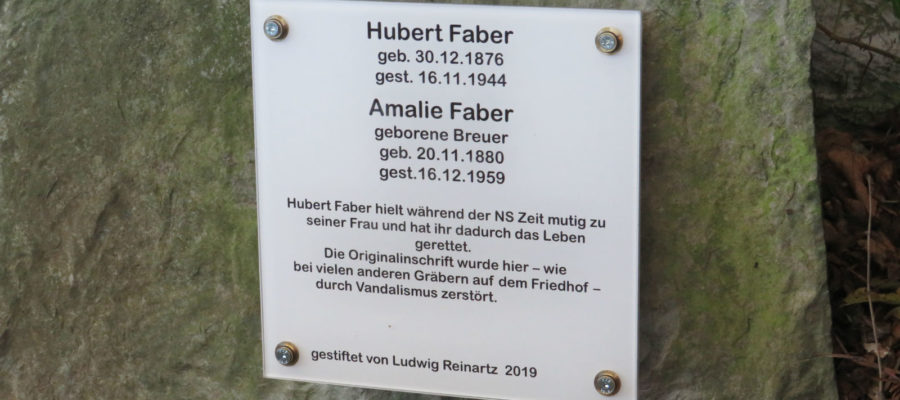 Hubert Faber
geb. 30.12.1876
gest. 16.11.1944
Amalie Faber
geborene Breuer
geb. 20.11.1880
gest.16.12.1959
Hubert Faber hielt während der NS Zeit mutig zu
seiner Frau und hat ihr dadurch das Leben
gerettet.
Die Originalinschrift wurde hier – wie
bei vielen anderen Gräbern auf dem Friedhof –
durch Vandalismus zerstört.
gestiftet von Ludwig Reinartz 2019